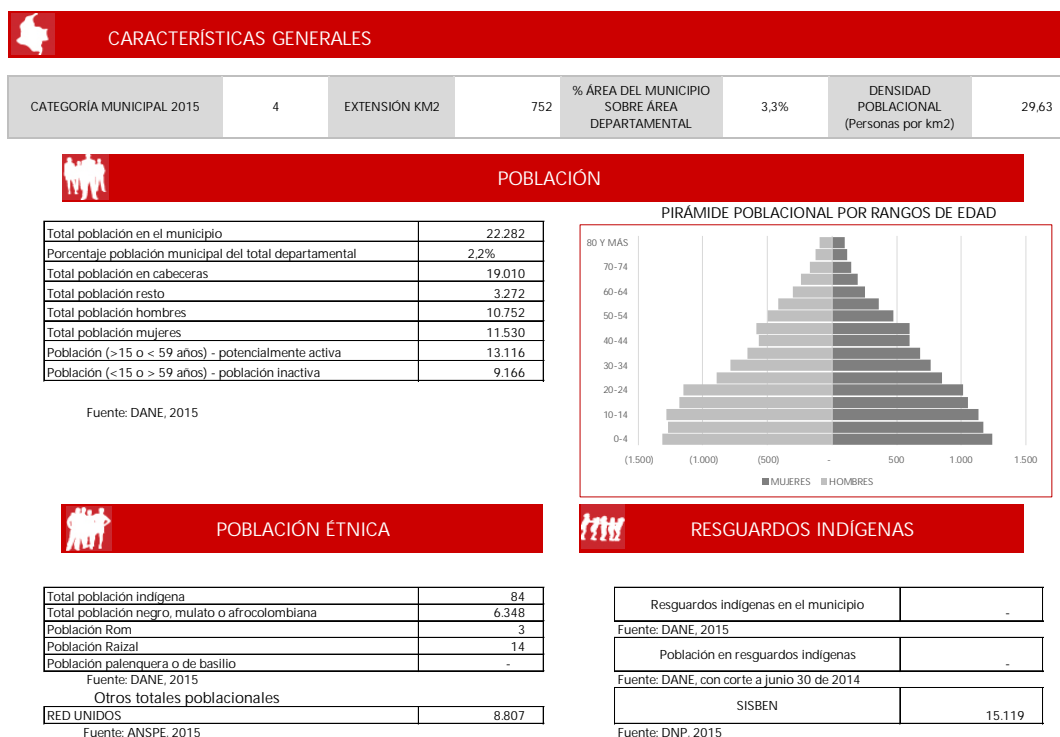 CARACTERÍSTICAS GENERALES
CATEGORÍA MUNICIPAL 2015 4 EXTENSIÓN KM2 752 % ÁREA DEL MUNICIPIO SOBRE ÁREA DEPARTAMENTAL 3,3% DENSIDAD POBLACIONAL (Personas por km2) 29,63
POBLACIÓN
Total población en el municipio 22.282
Porcentaje población municipal del total departamental 2,2%
Total población en cabeceras 19.010
Total población resto 3.272
Total población hombres 10.752
Total población mujeres 11.530
Población (>15 o < 59 años) - potencialmente activa 13.116
Población (<15 o > 59 años) - población inactiva 9.166
Fuente: DANE, 2015
PIRÁMIDE POBLACIONAL POR RANGOS DE EDAD
80 Y MÁS
70-74
60-64
50-54
40-44
30-34
20-24
10-14
0-4
(1.500) (1.000) (500) - 500 1.000 1.500
MUJERES HOMBRES
POBLACIÓN ÉTNICA
Total población indígena 84
Total población negro, mulato o afrocolombiana 6.348
Población Rom 3
Población Raizal 14
Población palenquera o de basilio -
Fuente: DANE, 2015
Otros totales poblacionales
RED UNIDOS 8.807
Fuente: ANSPE, 2015
RESGUARDOS INDÍGENAS
Resguardos indígenas en el municipio -
Fuente: DANE, 2015
Población en resguardos indígenas -
Fuente: DANE, con corte a junio 30 de 2014
SISBEN 15.119
Fuente: DNP, 2015